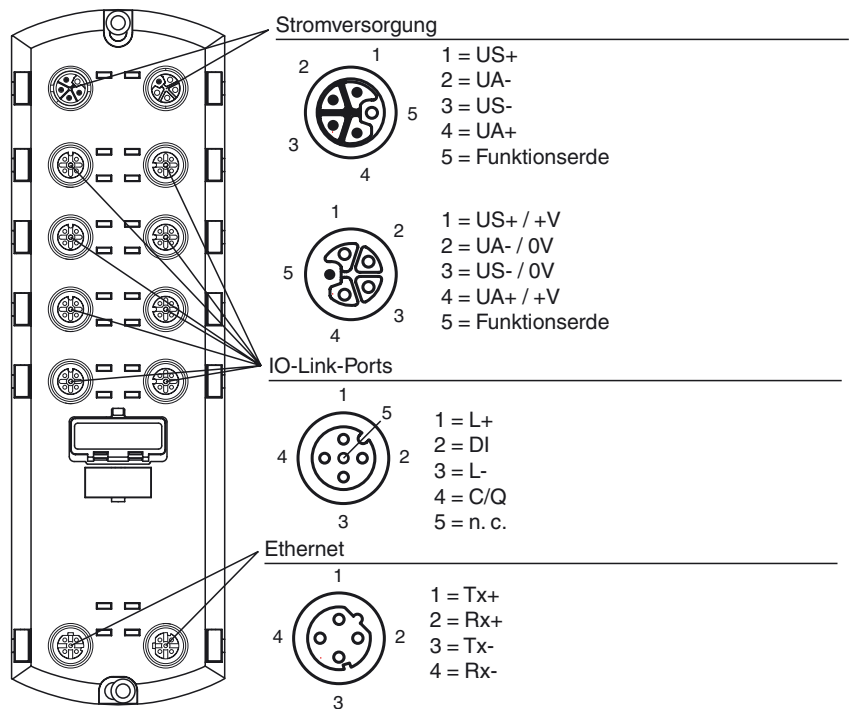 Stromversorgung
2
1
5
3
4
1 = US+
2 = UA-
3 = US-
4 = UA+
5 = Funktionserde
1
2
5
3
4
1 = US+ / +V
2 = UA- / 0V
3 = US- / 0V
4 = UA+ / +V
5 = Funktionserde
IO-Link-Ports
1
5
4
2
3
1 = L+
2 = DI
3 = L-
4 = C/Q
5 = n. c.
Ethernet
1
4
2
3
1 = Tx+
2 = Rx+
3 = Tx-
4 = Rx-